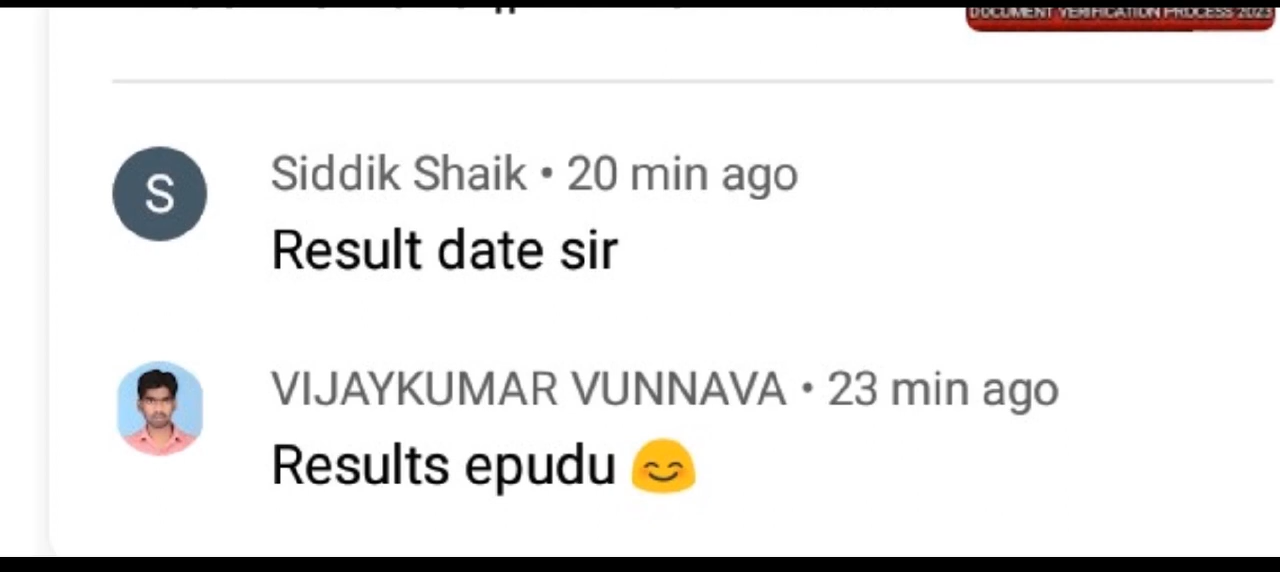 DOCUMENT VERIFICATION PROCESS 2023
S
Siddik Shaik • 20 min ago
Result date sir
VIJAYKUMAR VUNNAVA • 23 min ago
Results epudu 😊